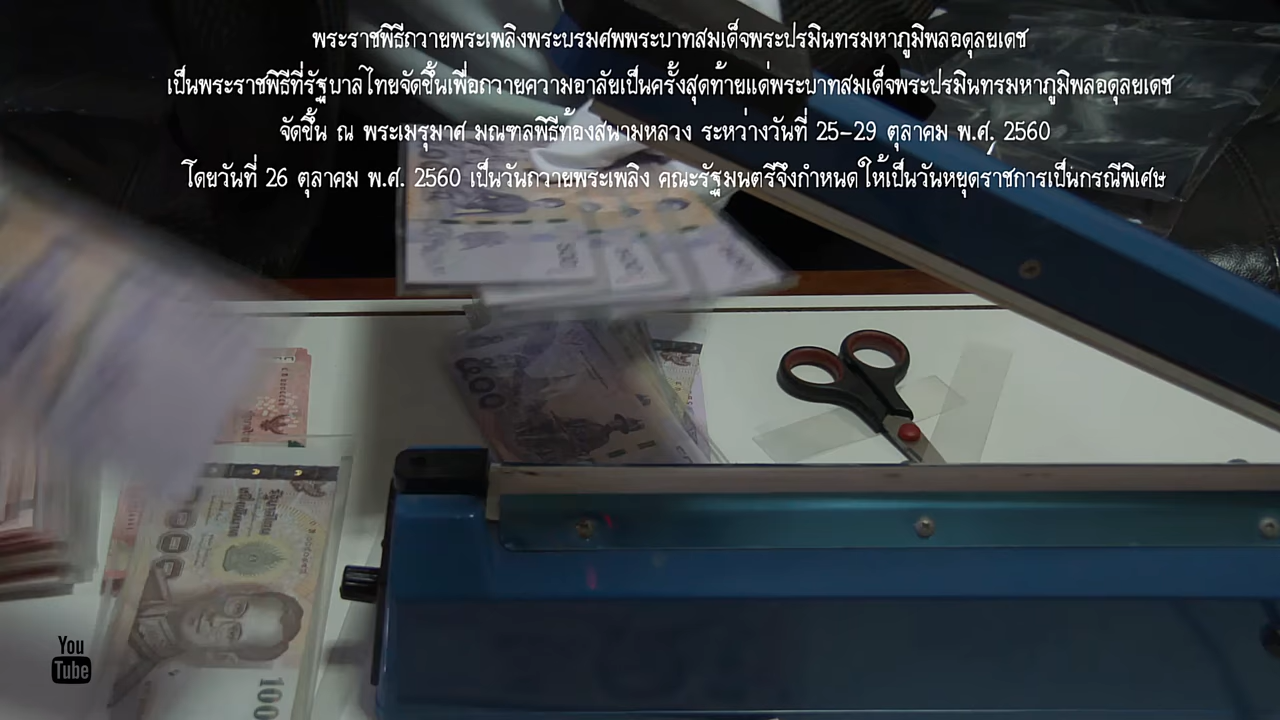 พระราชพิธีถวายพระเพลิงพระบรมศพพระบาทสมเด็จพระปรมินทรมหาภูมิพลอดุลยเดช
เป็นพระราชพิธีที่รัฐบาลไทยจัดขึ้นเพื่อถวายความอาลัยเป็นครั้งสุดท้ายแด่พระบาทสมเด็จพระปรมินทรมหาภูมิพลอดุลยเดช
จัดขึ้น ณ พระเมรุมาศ มณฑลพิธีท้องสนามหลวง ระหว่างวันที่ 25-29 ตุลาคม พ.ศ. 2560
โดยวันที่ 26 ตุลาคม พ.ศ. 2560 เป็นวันถวายพระเพลิง คณะรัฐมนตรีจึงกำหนดให้เป็นวันหยุดราชการเป็นกรณีพิเศษ
๕๐๐
รัฐบาลไทย
1000
You
Tube